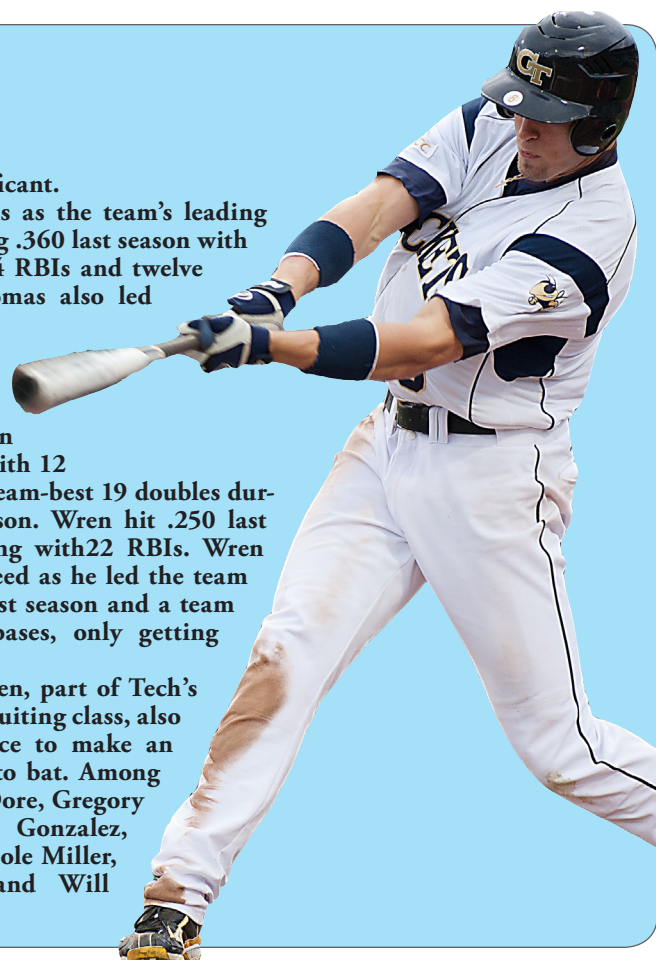 GT
icant.
s as the team's leading
g .360 last season with
RBIs and twelve
omas also led
n
ith 12
eam-best 19 doubles dur-
son. Wren hit .250 last
ng with22 RBIs. Wren
eed as he led the team
st season and a team
bases, only getting
en, part of Tech's
uiting class, also
ce to make an
to bat. Among
Dore, Gregory
Gonzalez,
ole Miller,
and Will